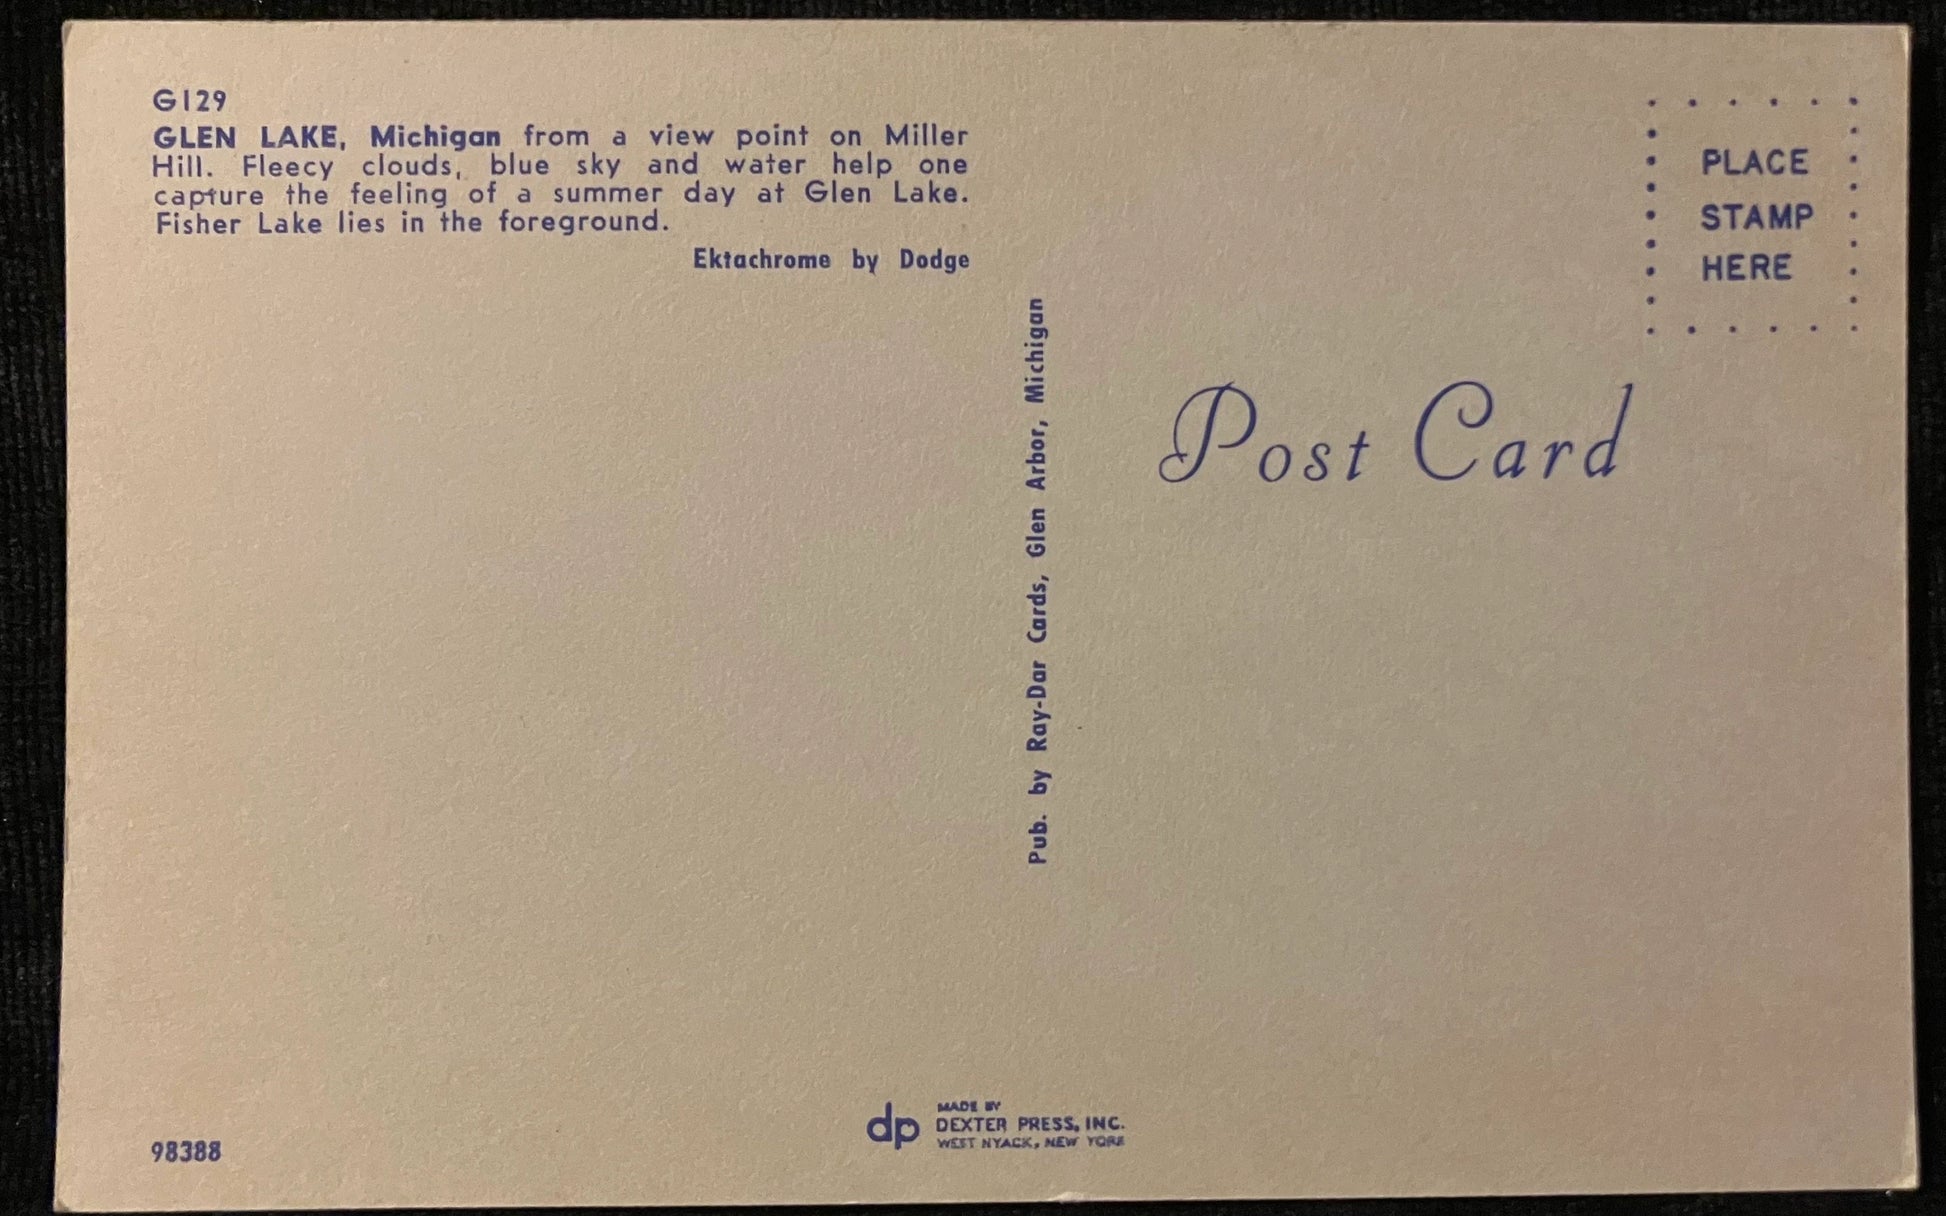 G129
GLEN LAKE, Michigan from a view point on Miller
Hill. Fleecy clouds, blue sky and water help one
capture the feeling of a summer day at Glen Lake.
Fisher Lake lies in the foreground.
Ektachrome by Dodge
PLACE
STAMP
HERE
Post Card
Pub. by Ray-Dar Cards, Glen Arbor, Michigan
98388
dp
MADE BY
DEXTER PRESS, INC.
WEST NYACK, NEW YORK